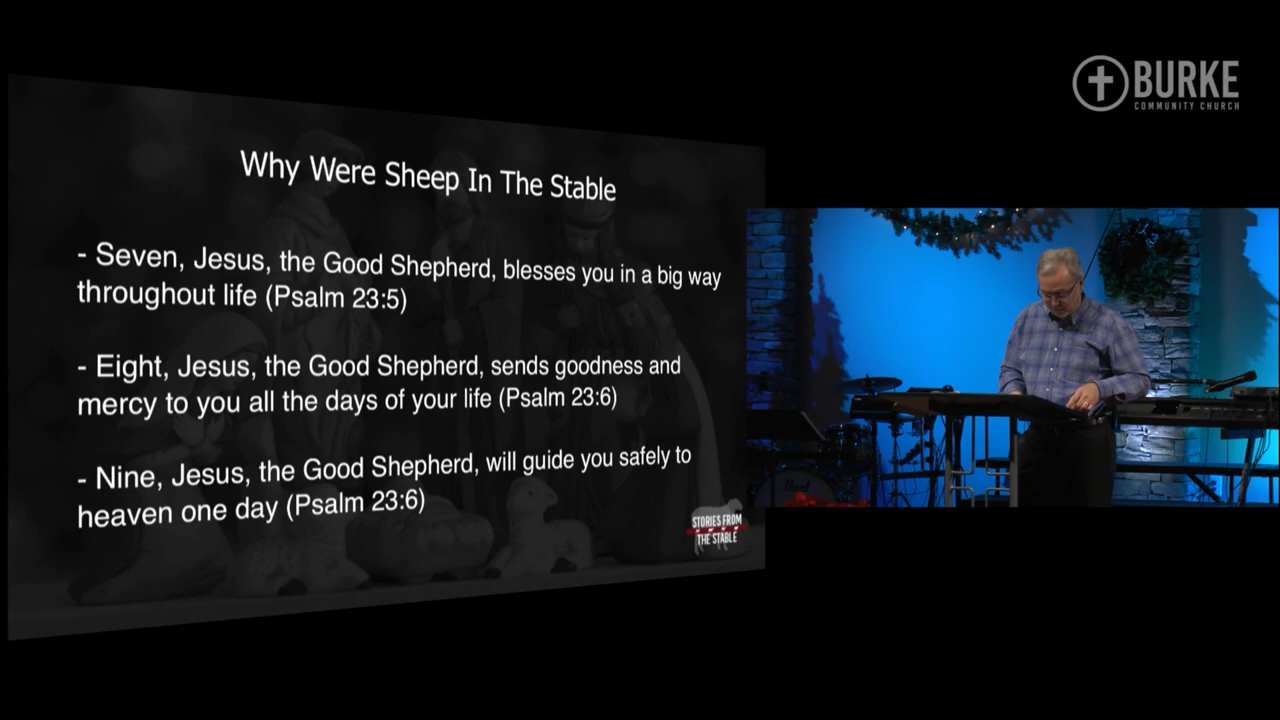 BURKE
COMMUNITY CHURCH
Why Were Sheep In The Stable
- Seven, Jesus, the Good Shepherd, blesses you in a big way
throughout life (Psalm 23:5)
- Eight, Jesus, the Good Shepherd, sends goodness and
mercy to you all the days of your life (Psalm 23:6)
- Nine, Jesus, the Good Shepherd, will guide you safely to
heaven one day (Psalm 23:6)
STORIES FROM
THE STABLE
Pearl